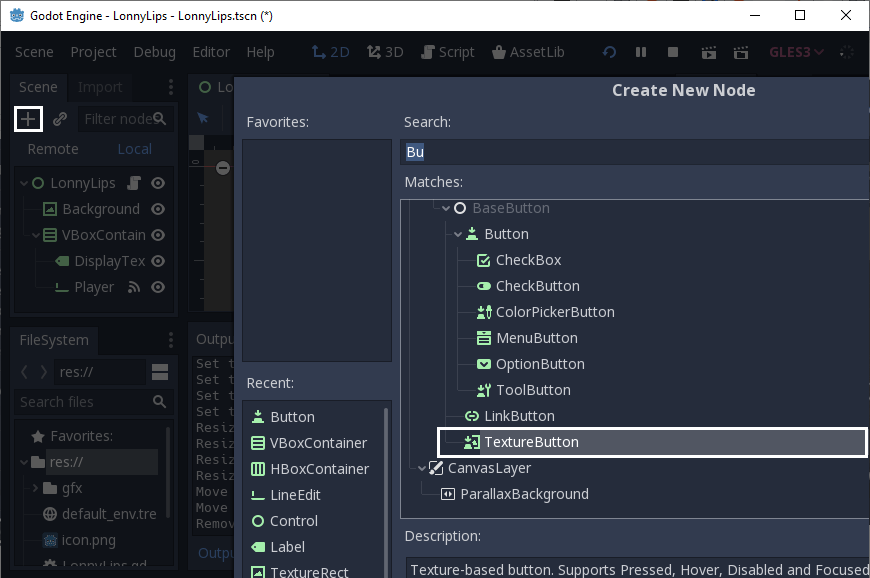 Godot Engine - LonnyLips - LonnyLips.tscn (*)
Scene Project Debug Editor Help 2D 3D Script AssetLib GLES3
Scene Import
Lo
Create New Node
Filter node
Favorites:
Search:
Bu
Remote Local
Matches:
LonnyLips
Background
VBoxContain
DisplayTex
Player
BaseButton
Button
CheckBox
CheckButton
ColorPickerButton
MenuButton
OptionButton
ToolButton
LinkButton
TextureButton
CanvasLayer
ParallaxBackground
FileSystem
res://
Search files
Favorites:
res://
gfx
default_env.tre
icon.png
LonnyLips.gd
Outpu
Set t
Set t
Set t
Set t
Resiz
Resiz
Resiz
Resiz
Move
Move
Remov
Outpu
Recent:
Button
VBoxContainer
HBoxContainer
LineEdit
Control
Label
TextureRect
Description:
Texture-based button. Supports Pressed, Hover, Disabled and Focused